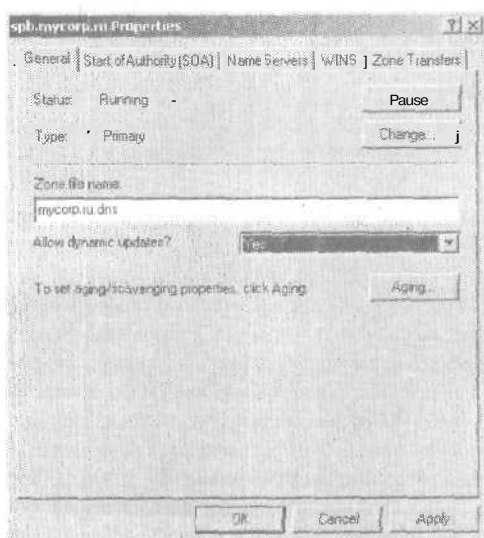 spb.mycorp.ru Properties ? ×
General Start of Authority (SOA) Name Servers WINS Zone Transfers
Status: Running Pause
Type: Primary Change...
Zone file name:
mycorp.ru.dns
Allow dynamic updates? Yes
To set aging/scavenging properties, click Aging. Aging...
OK Cancel Apply